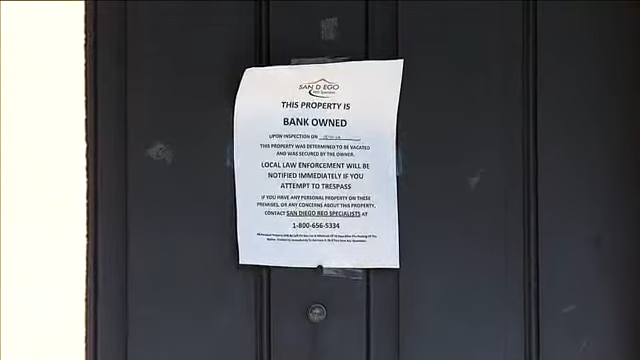 SAN DIEGO
REO Specialists
THIS PROPERTY IS
BANK OWNED
UPON INSPECTION ON
THIS PROPERTY WAS DETERMINED TO BE VACATED
AND WAS SECURED BY THE OWNER.
LOCAL LAW ENFORCEMENT WILL BE
NOTIFIED IMMEDIATELY IF YOU
ATTEMPT TO TRESPASS
IF YOU HAVE ANY PERSONAL PROPERTY ON THESE
PREMISES, OR ANY CONCERNS ABOUT THIS PROPERTY,
CONTACT SAN DIEGO REO SPECIALISTS AT
1-800-656-5334